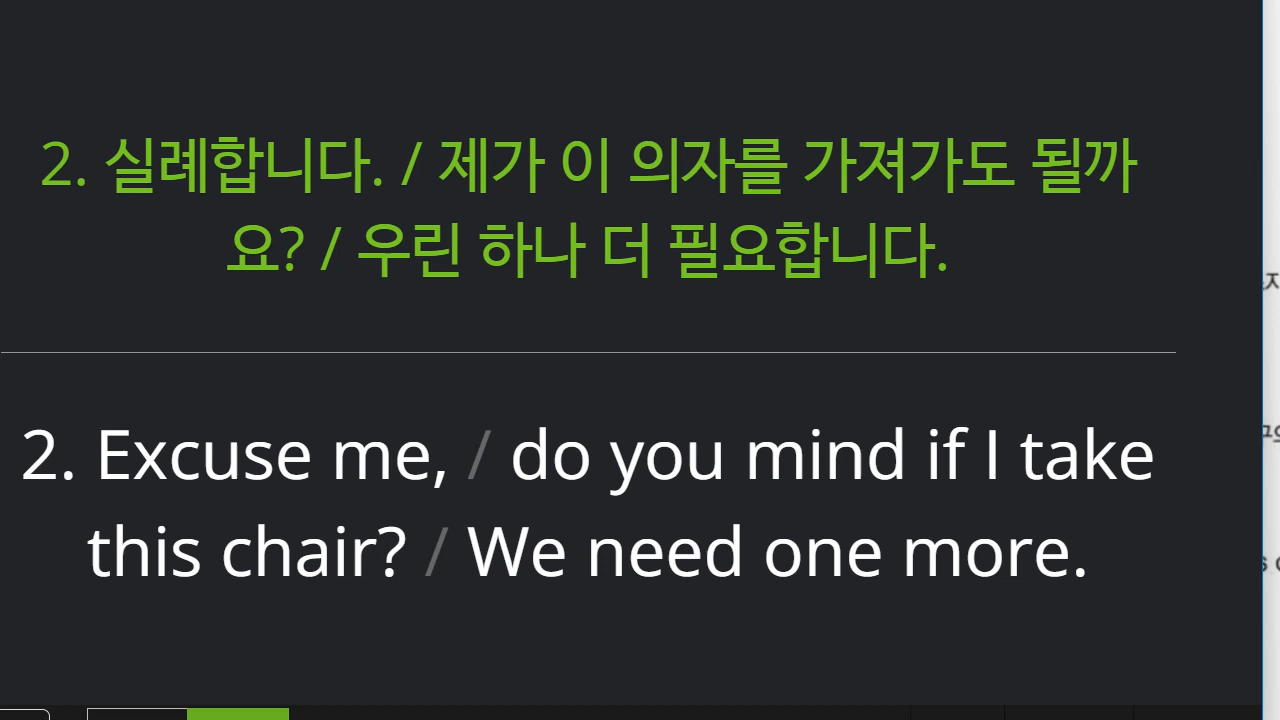 2. 실례합니다. / 제가 이 의자를 가져가도 될까
요? / 우린 하나 더 필요합니다.
2. Excuse me, / do you mind if I take
this chair? / We need one more.